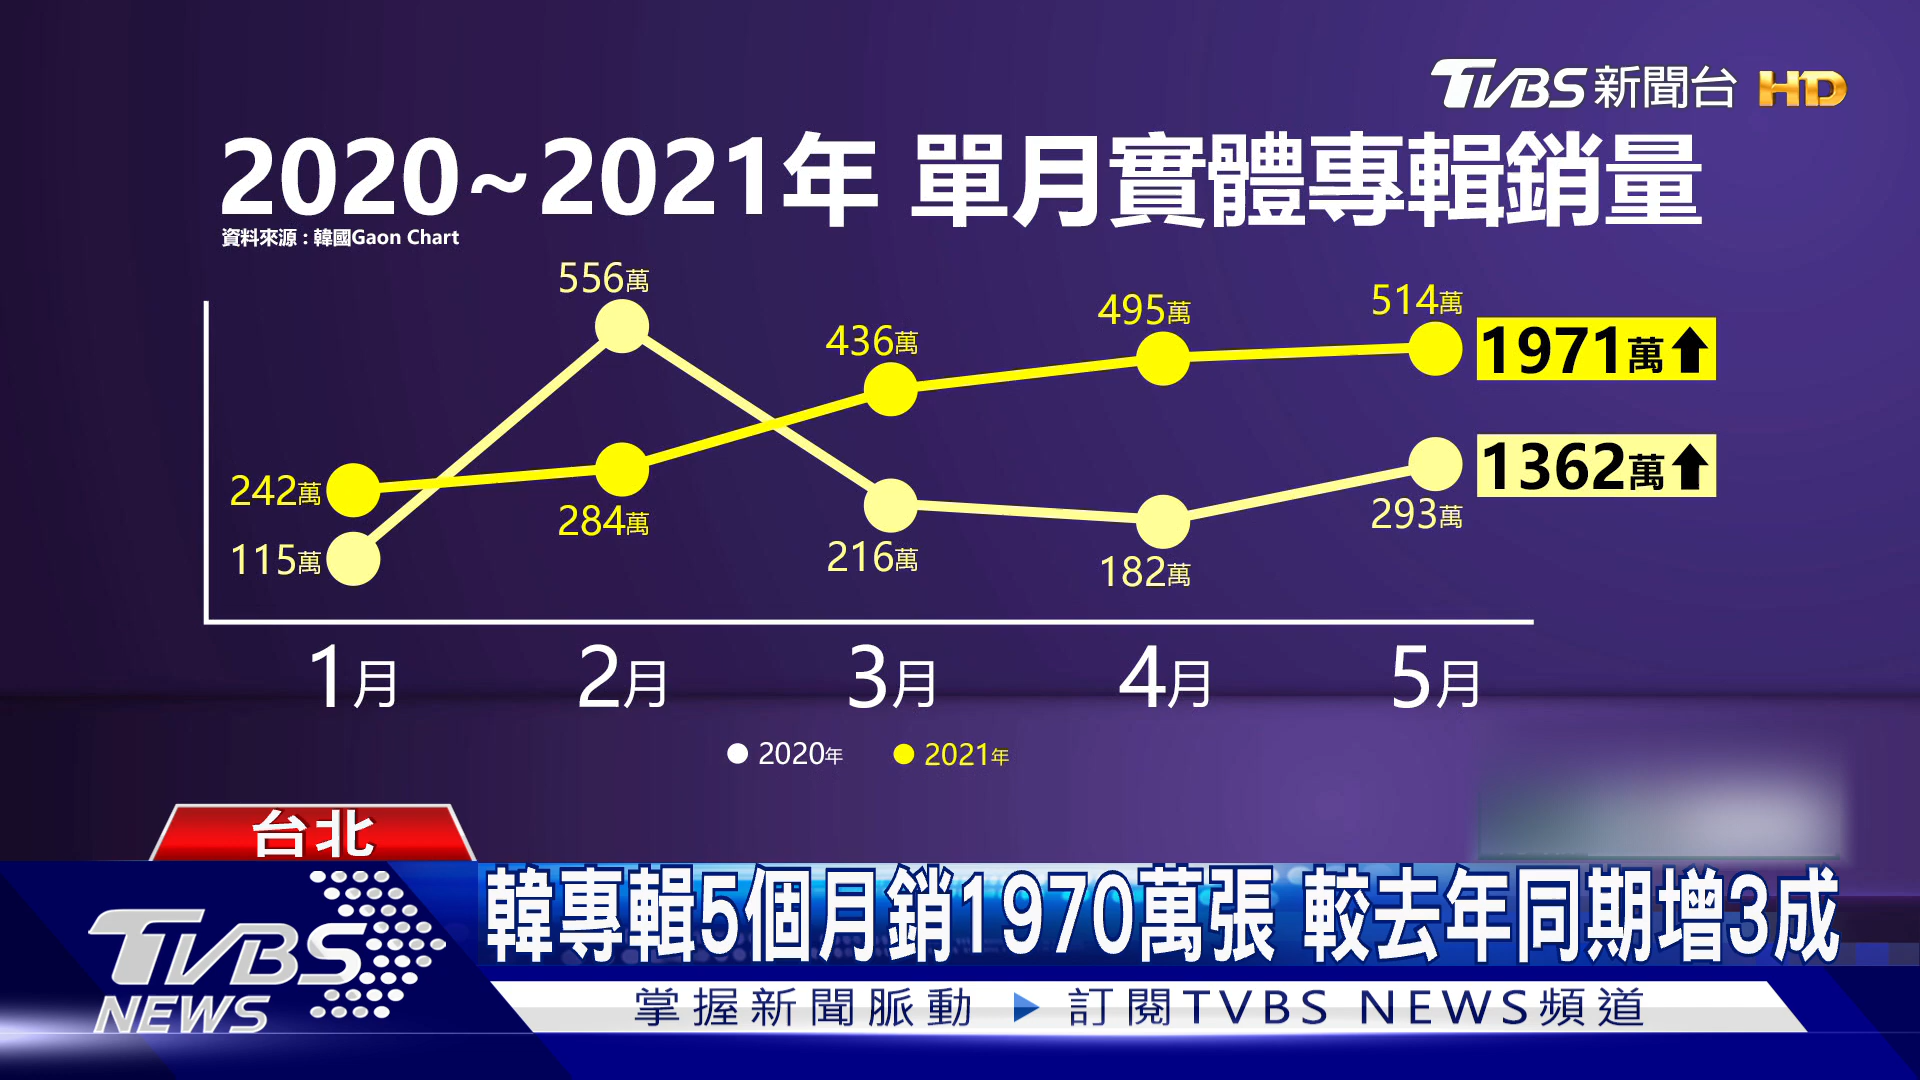 TVBS新聞台 HD
2020~2021年 單月實體專輯銷量
資料來源：韓國Gaon Chart
556萬
514萬
495萬
436萬
1971萬
1362萬
242萬
284萬
293萬
115萬
216萬
182萬
1月 2月 3月 4月 5月
2020年 2021年
台北
韓專輯5個月銷1970萬張 較去年同期增3成
TVBS
NEWS
掌握新聞脈動 ▶ 訂閱TVBS NEWS頻道